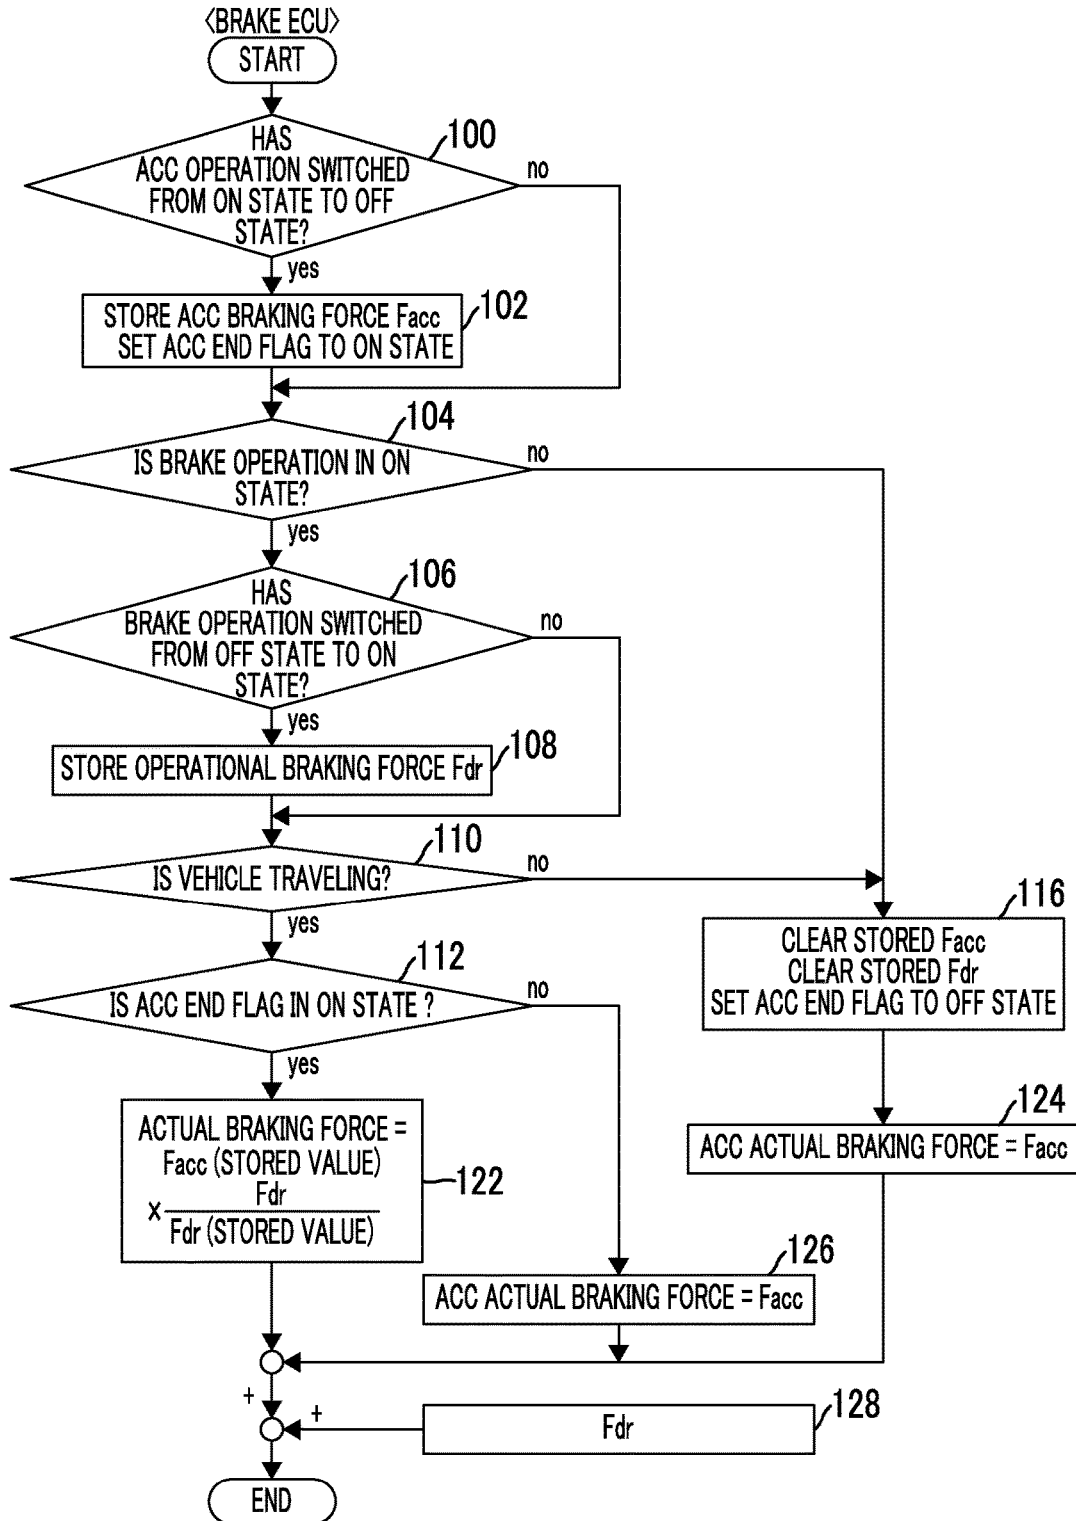 <BRAKE ECU>
START
HAS
ACC OPERATION SWITCHED
FROM ON STATE TO OFF
STATE?
100
no
yes
STORE ACC BRAKING FORCE Facc
SET ACC END FLAG TO ON STATE
102
104
IS BRAKE OPERATION IN ON
STATE?
no
yes
106
HAS
BRAKE OPERATION SWITCHED
FROM OFF STATE TO ON
STATE?
no
yes
STORE OPERATIONAL BRAKING FORCE Fdr
108
110
IS VEHICLE TRAVELING?
no
yes
116
CLEAR STORED Facc
CLEAR STORED Fdr
SET ACC END FLAG TO OFF STATE
112
IS ACC END FLAG IN ON STATE ?
no
yes
ACTUAL BRAKING FORCE =
Facc (STORED VALUE)
× Fdr
Fdr (STORED VALUE)
122
124
ACC ACTUAL BRAKING FORCE = Facc
126
ACC ACTUAL BRAKING FORCE = Facc
+
+
Fdr
128
END